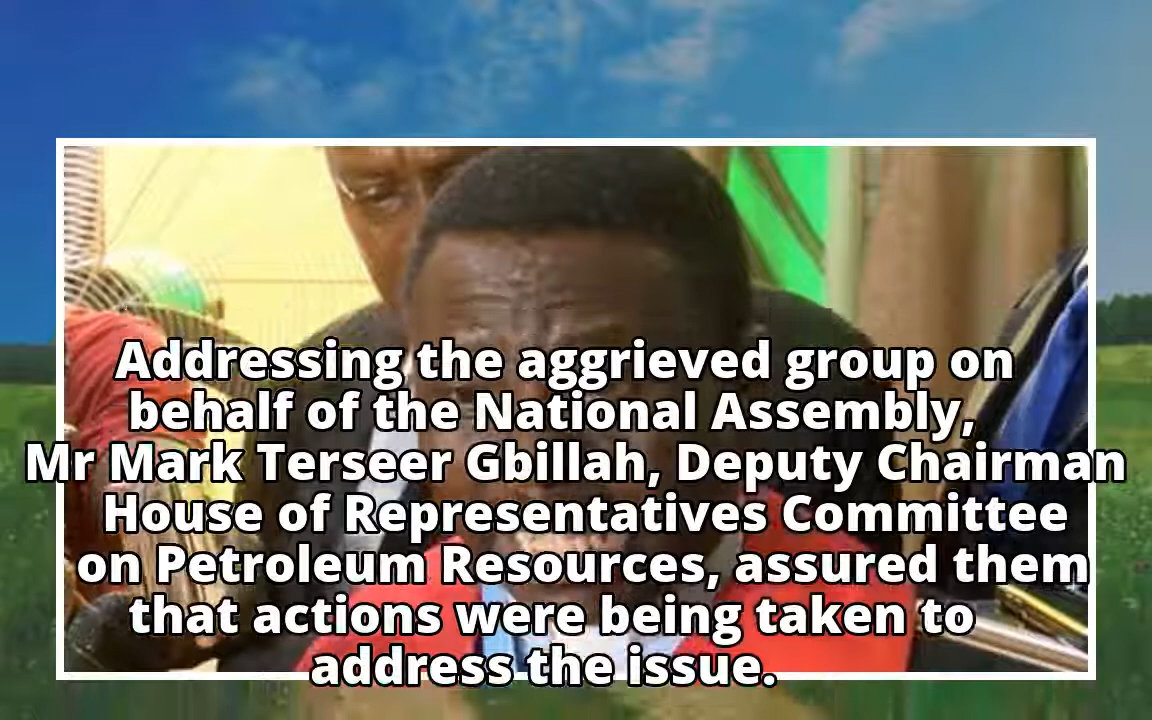 Addressing the aggrieved group on
behalf of the National Assembly,
Mr Mark Terseer Gbillah, Deputy Chairman
House of Representatives Committee
on Petroleum Resources, assured them
that actions were being taken to
address the issue.